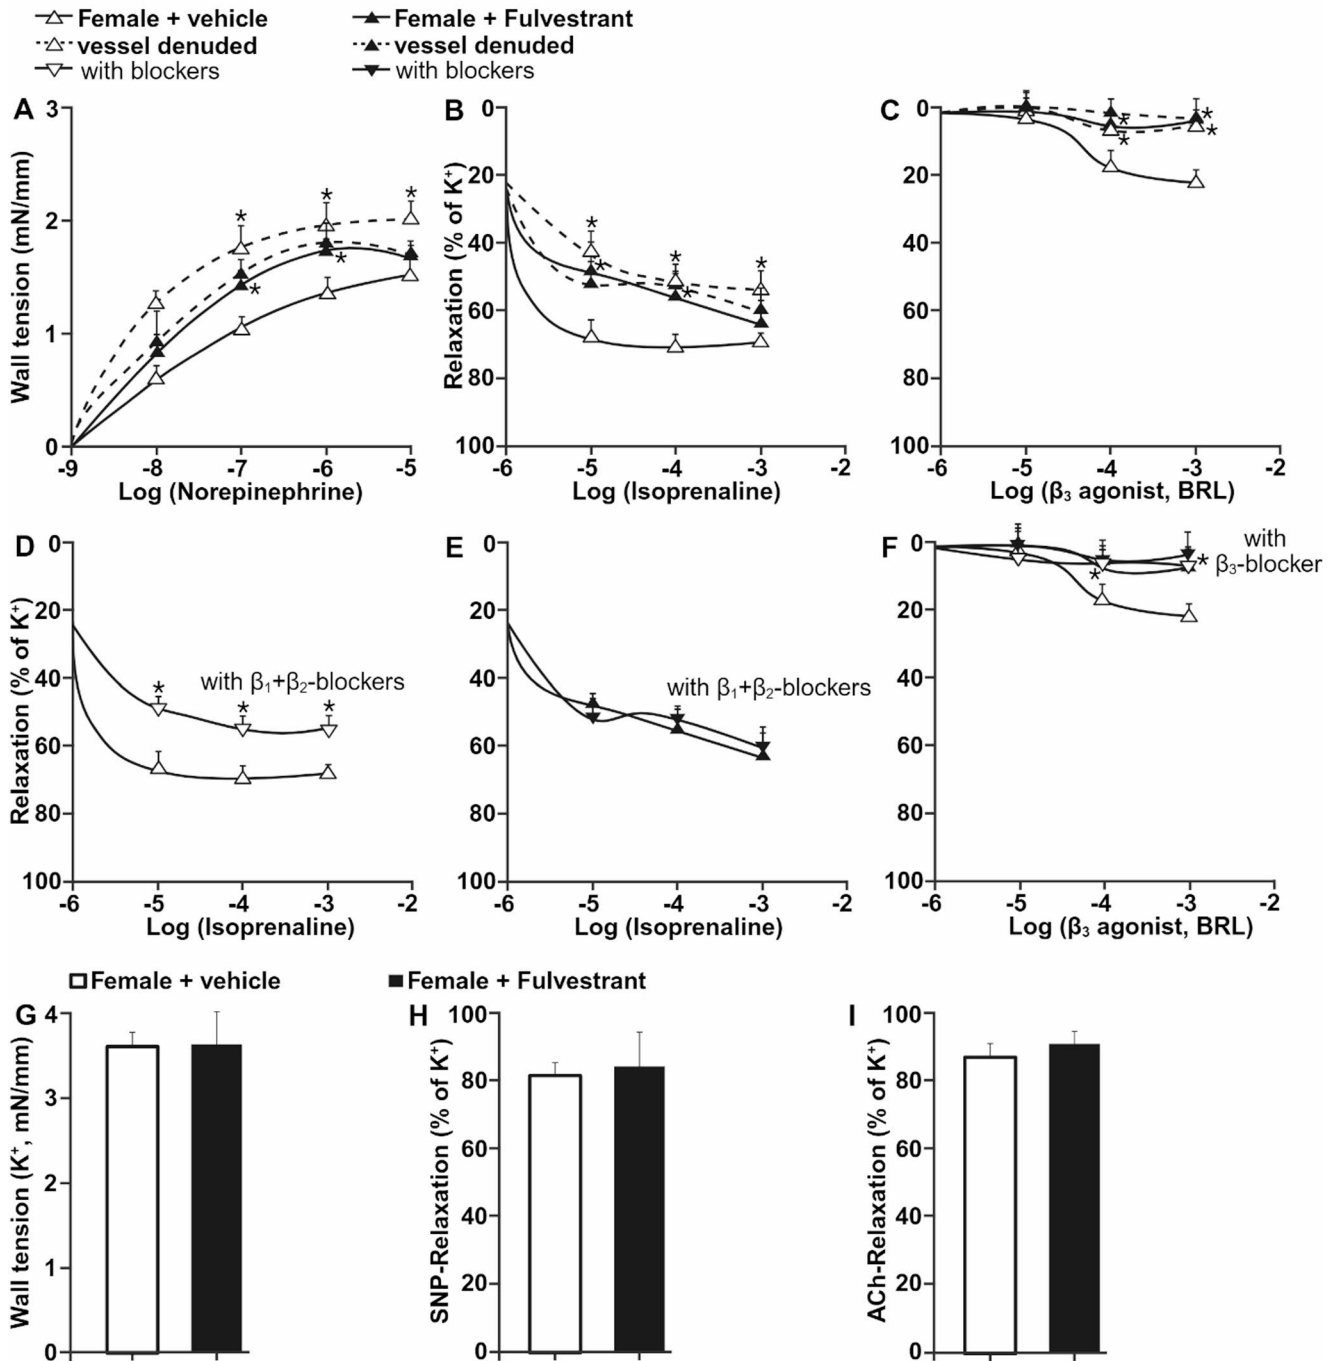 Female + vehicle
Female + Fulvestrant
vessel denuded
vessel denuded
with blockers
with blockers
A
Wall tension (mN/mm)
3
2
1
0
* * *
* *
-9 -8 -7 -6 -5
Log (Norepinephrine)
B
Relaxation (% of K⁺)
0
20
40
60
80
100
* * *
* *
-6 -5 -4 -3 -2
Log (Isoprenaline)
C
0
20
40
60
80
100
* *
* *
-6 -5 -4 -3 -2
Log (β₃ agonist, BRL)
D
Relaxation (% of K⁺)
0
20
40
60
80
100
with β₁+β₂-blockers
* * *
-6 -5 -4 -3 -2
Log (Isoprenaline)
E
0
20
40
60
80
100
with β₁+β₂-blockers
-6 -5 -4 -3 -2
Log (Isoprenaline)
F
0
20
40
60
80
100
with
β₃-blocker
* *
-6 -5 -4 -3 -2
Log (β₃ agonist, BRL)
Female + vehicle
Female + Fulvestrant
G
Wall tension (K⁺, mN/mm)
4
3
2
1
0
H
SNP-Relaxation (% of K⁺)
100
80
60
40
20
0
I
ACh-Relaxation (% of K⁺)
100
80
60
40
20
0